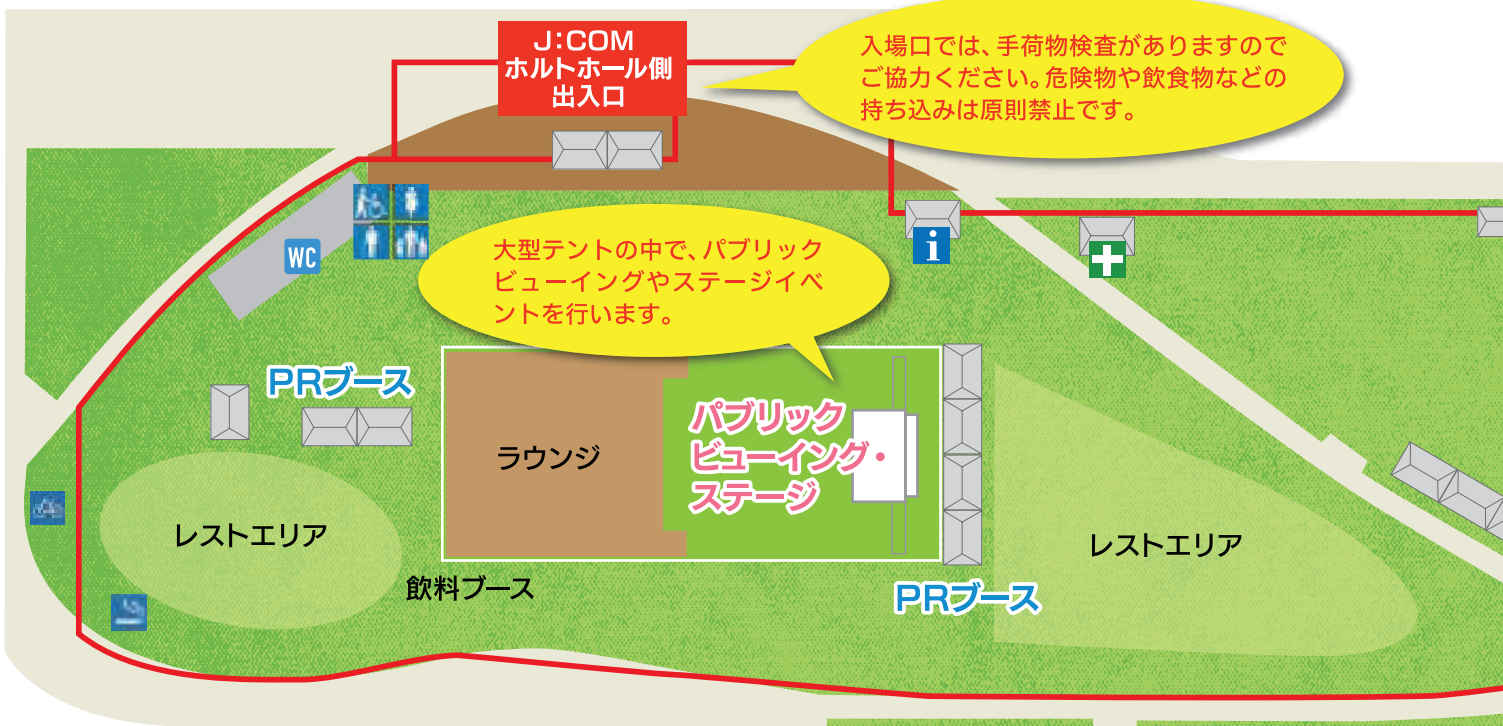 J:COM
ホルトホール側
出入口
入場口では、手荷物検査がありますので
ご協力ください。危険物や飲食物などの
持ち込みは原則禁止です。
WC
i
大型テントの中で、パブリック
ビューイングやステージイベ
ントを行います。
PRブース
ラウンジ
パブリック
ビューイング・
ステージ
レストエリア
レストエリア
飲料ブース
PRブース